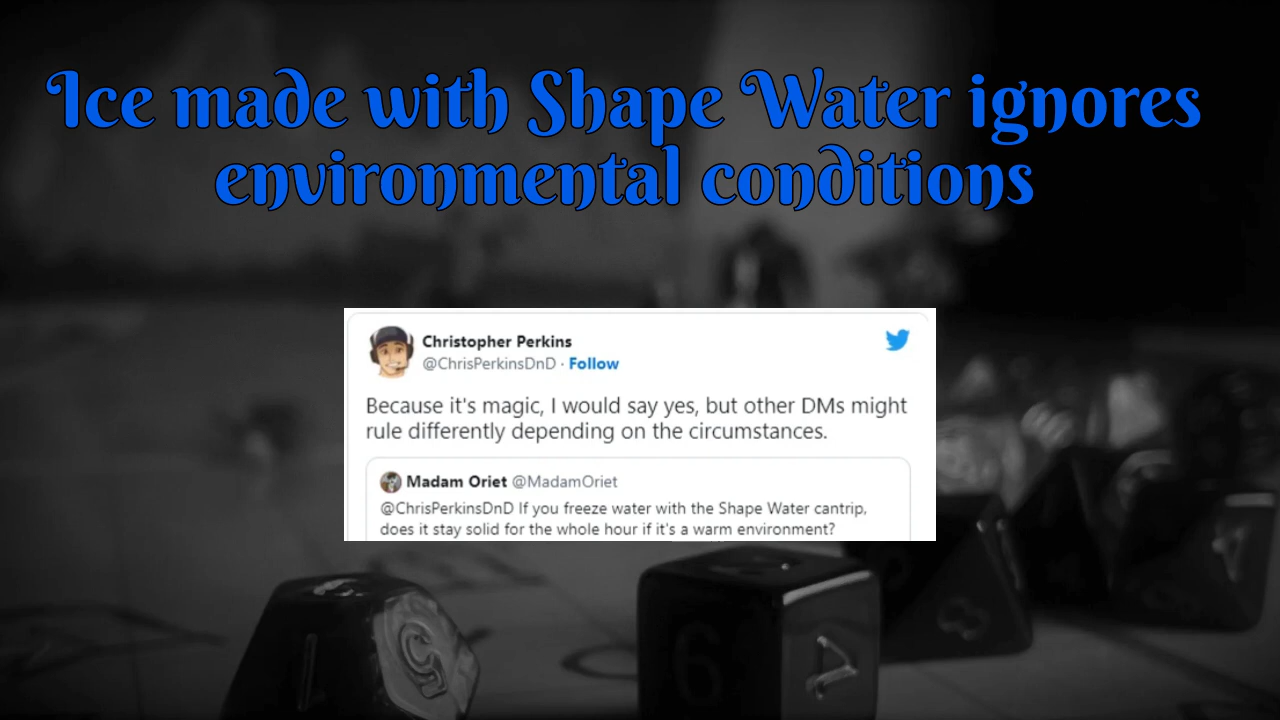 Ice made with Shape Water ignores
environmental conditions
Christopher Perkins
@ChrisPerkinsDnD · Follow
Because it's magic, I would say yes, but other DMs might
rule differently depending on the circumstances.
Madam Oriet @MadamOriet
@ChrisPerkinsDnD If you freeze water with the Shape Water cantrip,
does it stay solid for the whole hour if it's a warm environment?